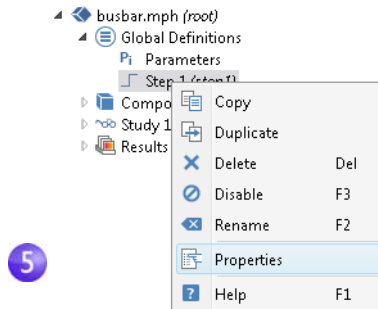 busbar.mph (root)
Global Definitions
Pi Parameters
Step 1 (step1)
Compo
Study 1
Results
Copy
Duplicate
Delete Del
Disable F3
Rename F2
5
Properties
? Help F1